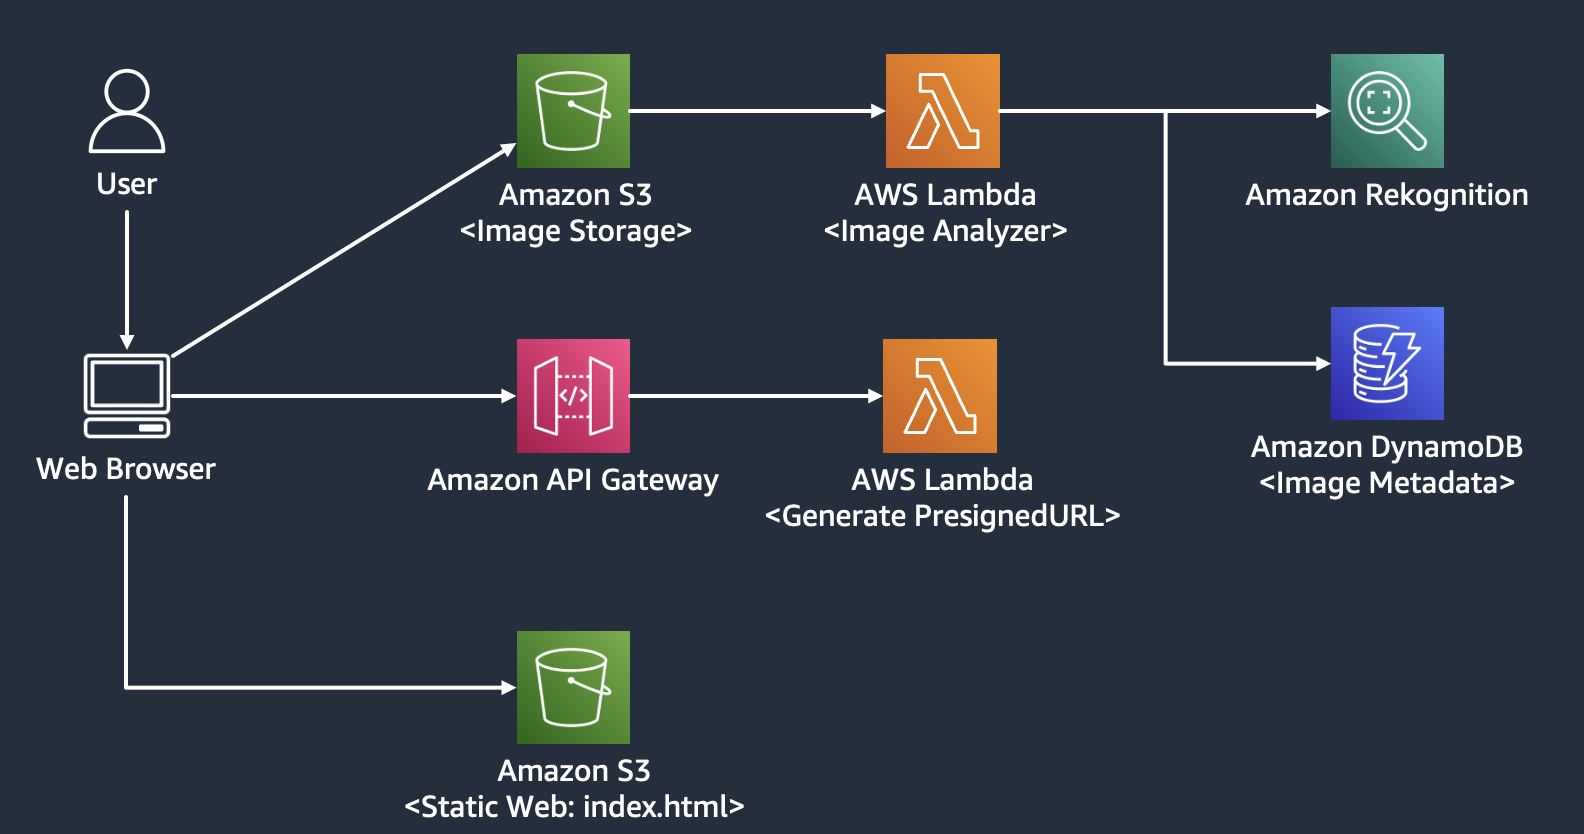 User
Amazon S3
<Image Storage>
AWS Lambda
<Image Analyzer>
Amazon Rekognition
Web Browser
Amazon API Gateway
</>
AWS Lambda
<Generate PresignedURL>
Amazon DynamoDB
<Image Metadata>
Amazon S3
<Static Web: index.html>